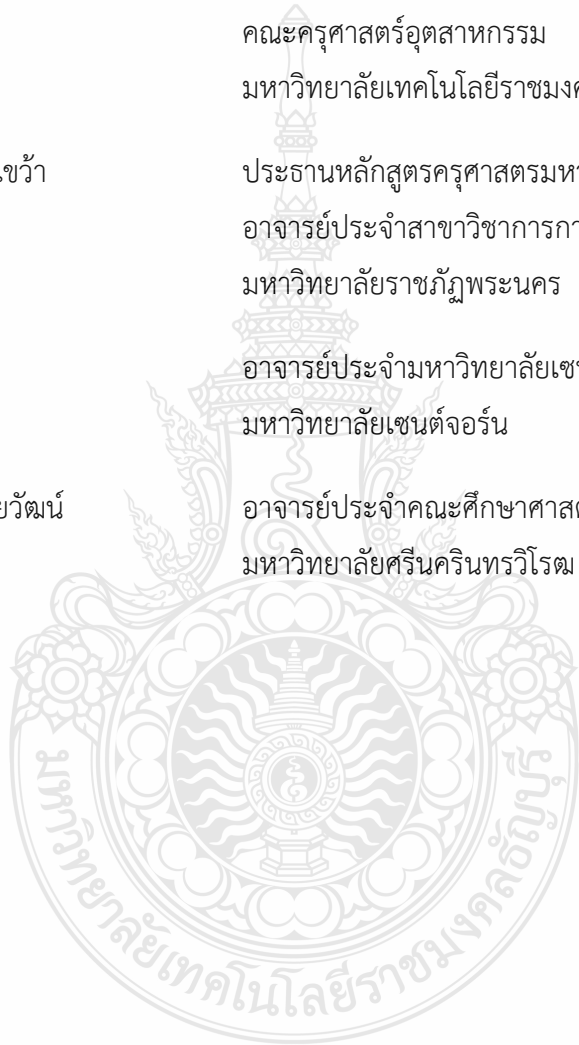 คณะครุศาสตร์อุตสาหกรรม
มหาวิทยาลัยเทคโนโลยีราชมงค
ขว้า ประธานหลักสูตรครุศาสตรมหา
อาจารย์ประจำสาขาวิชาการ
มหาวิทยาลัยราชภัฏพระนคร
อาจารย์ประจำมหาวิทยาลัยเซน
มหาวิทยาลัยเซนต์จอร์น
ยวัฒน์ อาจารย์ประจำคณะศึกษาศาส
มหาวิทยาลัยศรีนครินทรวิโรฒ
มหาวิทยาลัยเทคโนโลยีราชมงคลธัญบุรี